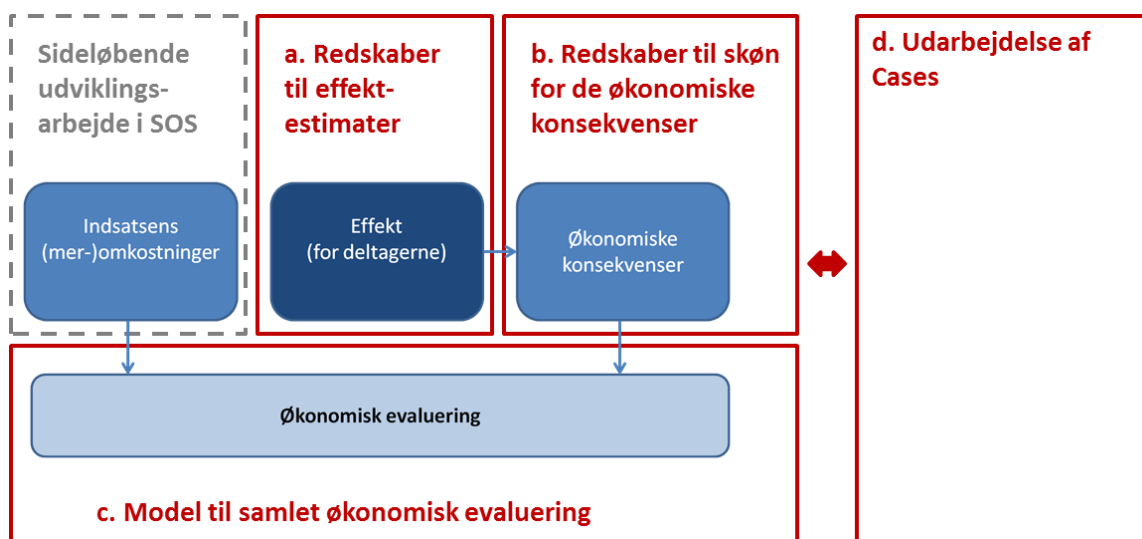 Sideløbende
udviklings-
arbejde i SOS
Indsatsens
(mer-)omkostninger
a. Redskaber
til effekt-
estimater
Effekt
(for deltagerne)
b. Redskaber til skøn
for de økonomiske
konsekvenser
Økonomiske
konsekvenser
d. Udarbejdelse af
Cases
Økonomisk evaluering
c. Model til samlet økonomisk evaluering